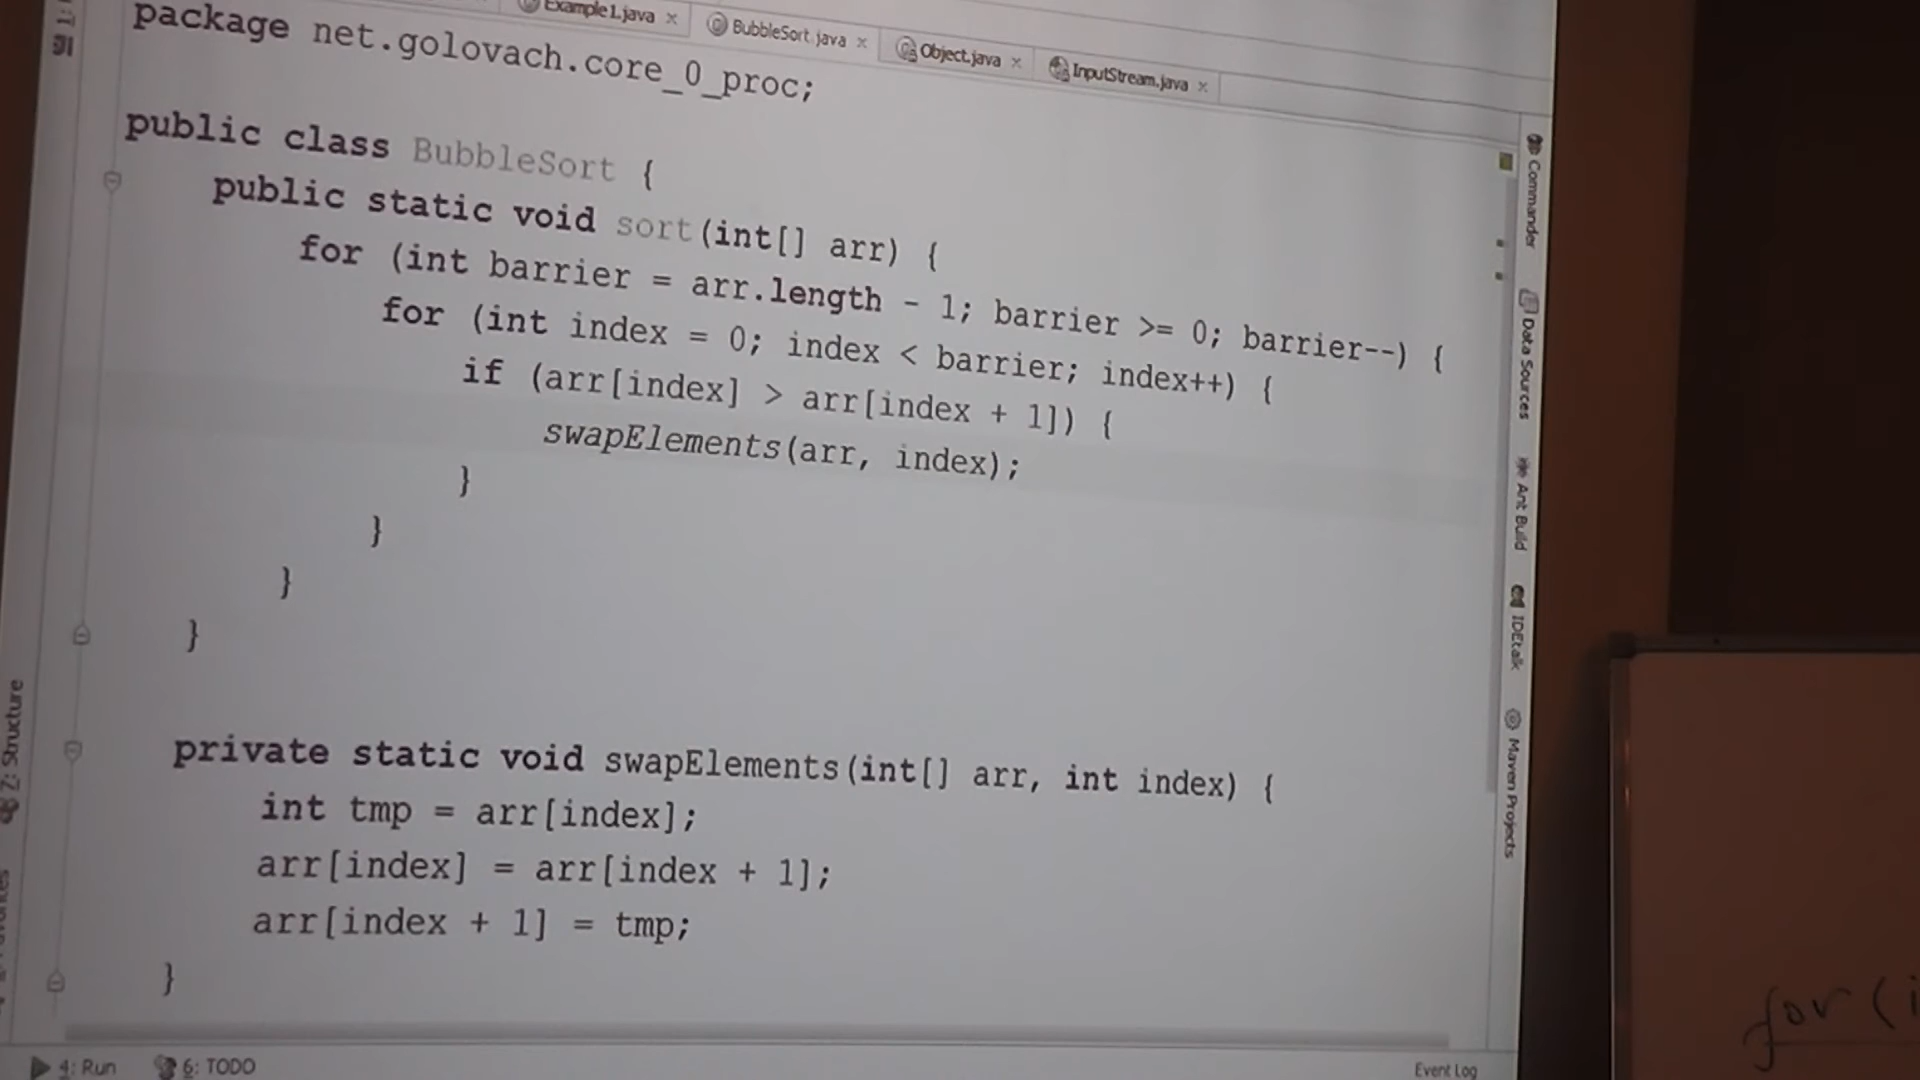 Example1.java
BubbleSort.java
Object.java
InputStream.java
package net.golovach.core_0_proc;
public class BubbleSort {
public static void sort(int[] arr) {
for (int barrier = arr.length - 1; barrier >= 0; barrier--) {
for (int index = 0; index < barrier; index++) {
if (arr[index] > arr[index + 1]) {
swapElements(arr, index);
}
}
}
}
private static void swapElements(int[] arr, int index) {
int tmp = arr[index];
arr[index] = arr[index + 1];
arr[index + 1] = tmp;
}
Commander
Data Sources
Ant Build
IDEtalk
Maven Projects
Z: Structure
4: Run
6: TODO
Event Log
for (i